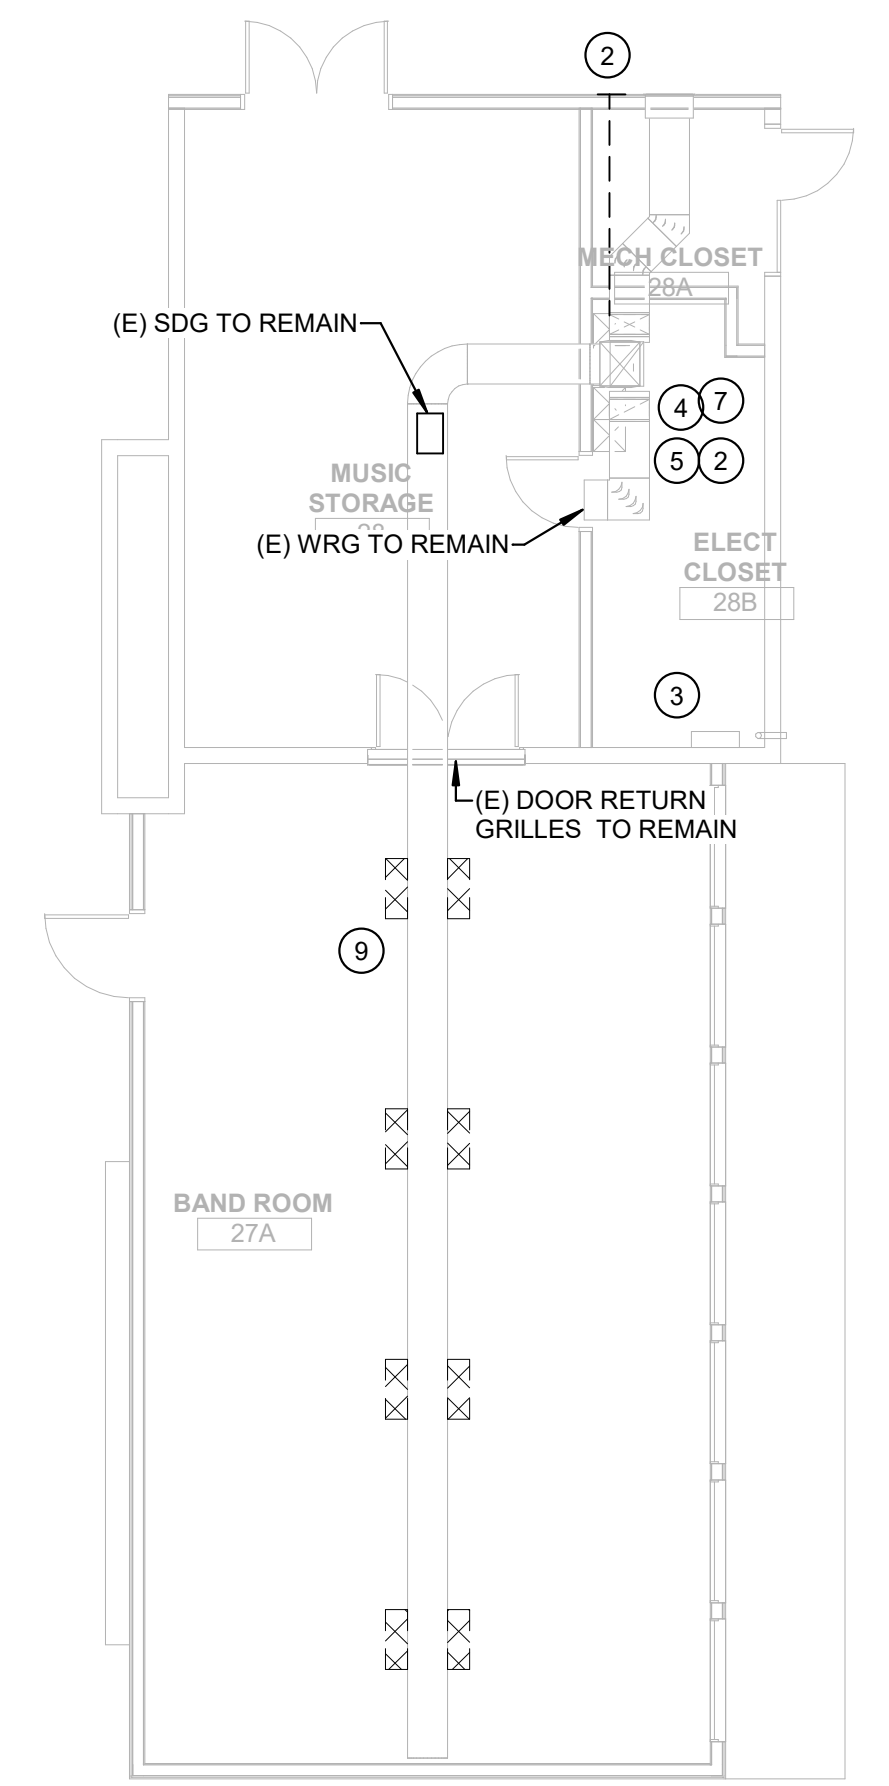 2
MECH CLOSET
28A
(E) SDG TO REMAIN
4
7
5
2
MUSIC
STORAGE
28
(E) WRG TO REMAIN
ELECT
CLOSET
28B
3
(E) DOOR RETURN
GRILLES TO REMAIN
9
BAND ROOM
27A